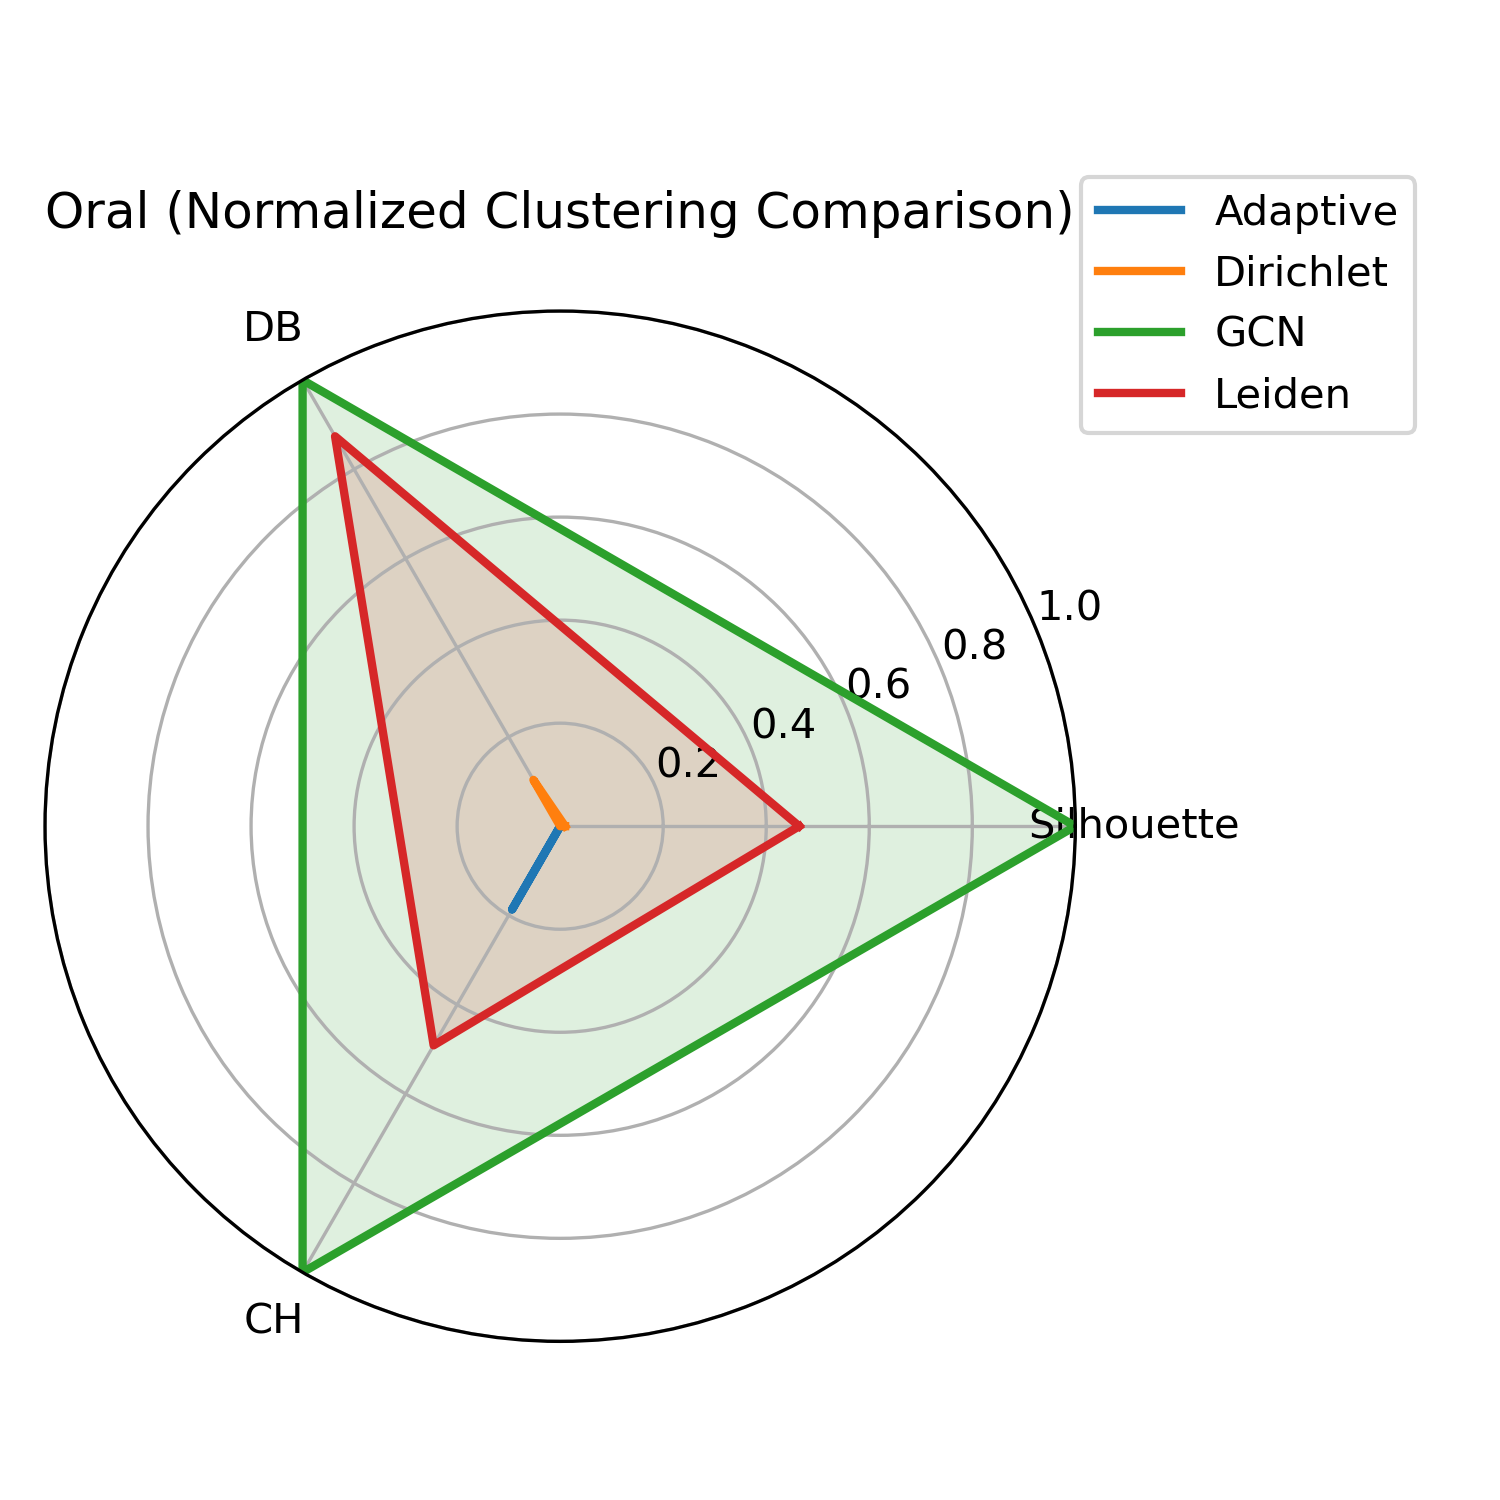 Oral (Normalized Clustering Comparison)
Adaptive
Dirichlet
GCN
Leiden
DB
1.0
0.8
0.6
0.4
0.2
Silhouette
CH